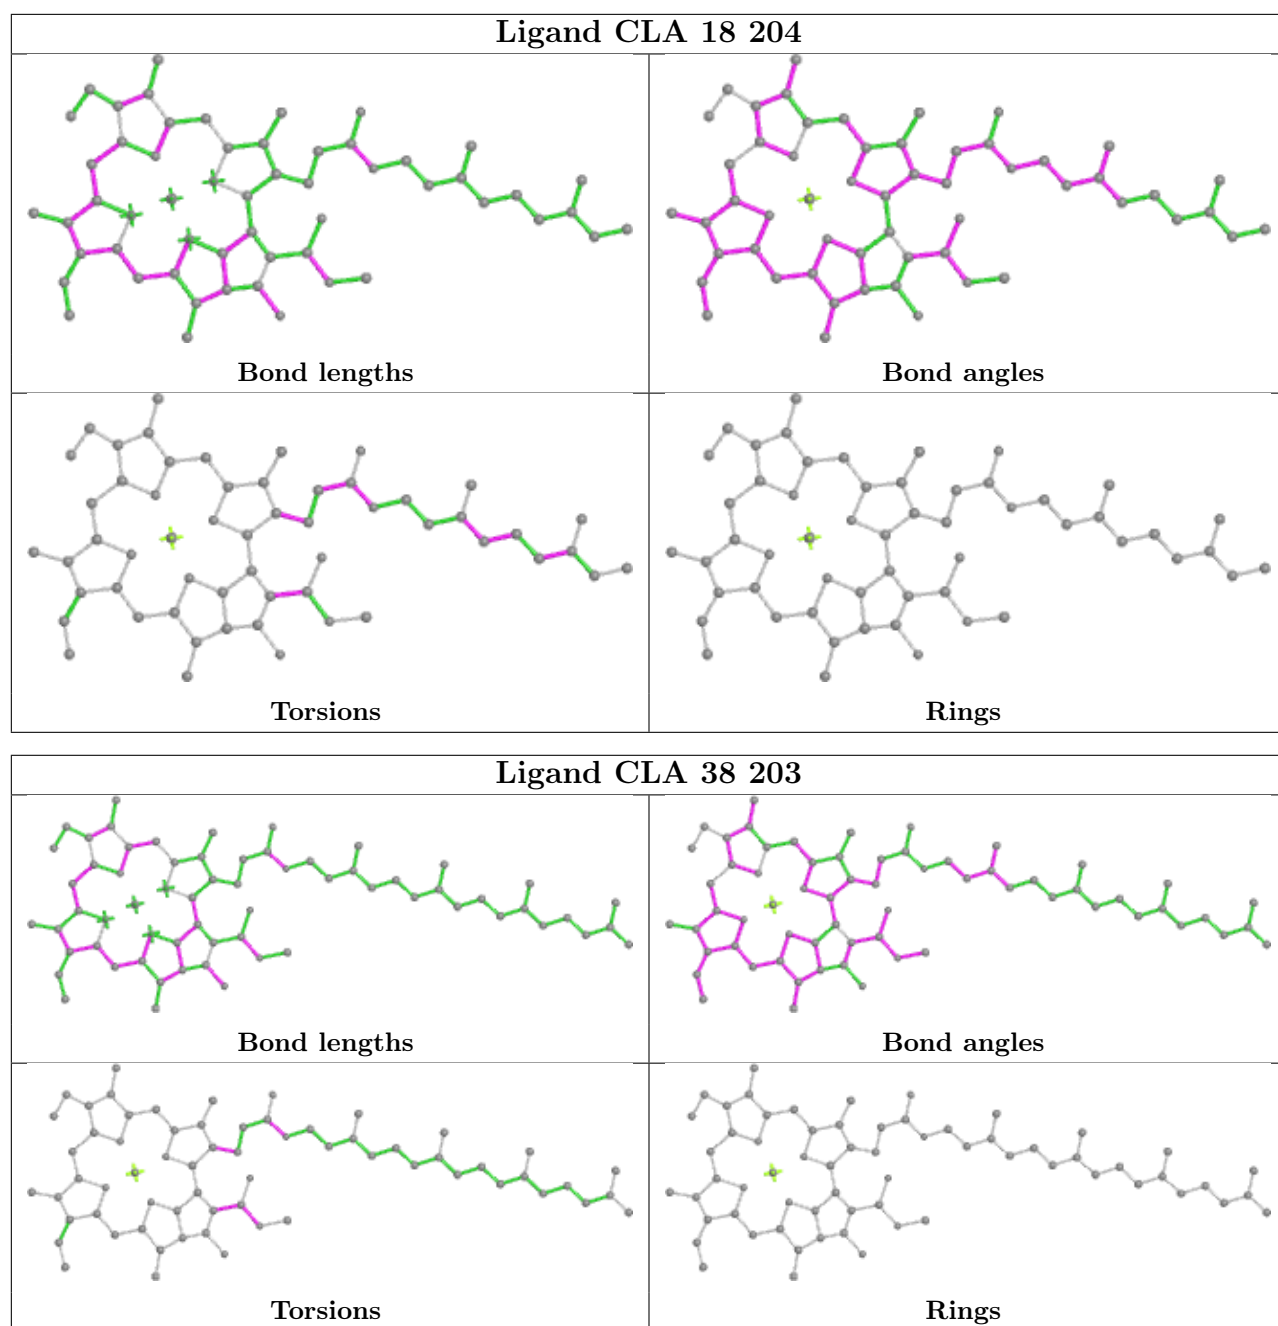 Ligand CLA 18 204
Bond lengths
Bond angles
Torsions
Rings
Ligand CLA 38 203
Bond lengths
Bond angles
Torsions
Rings